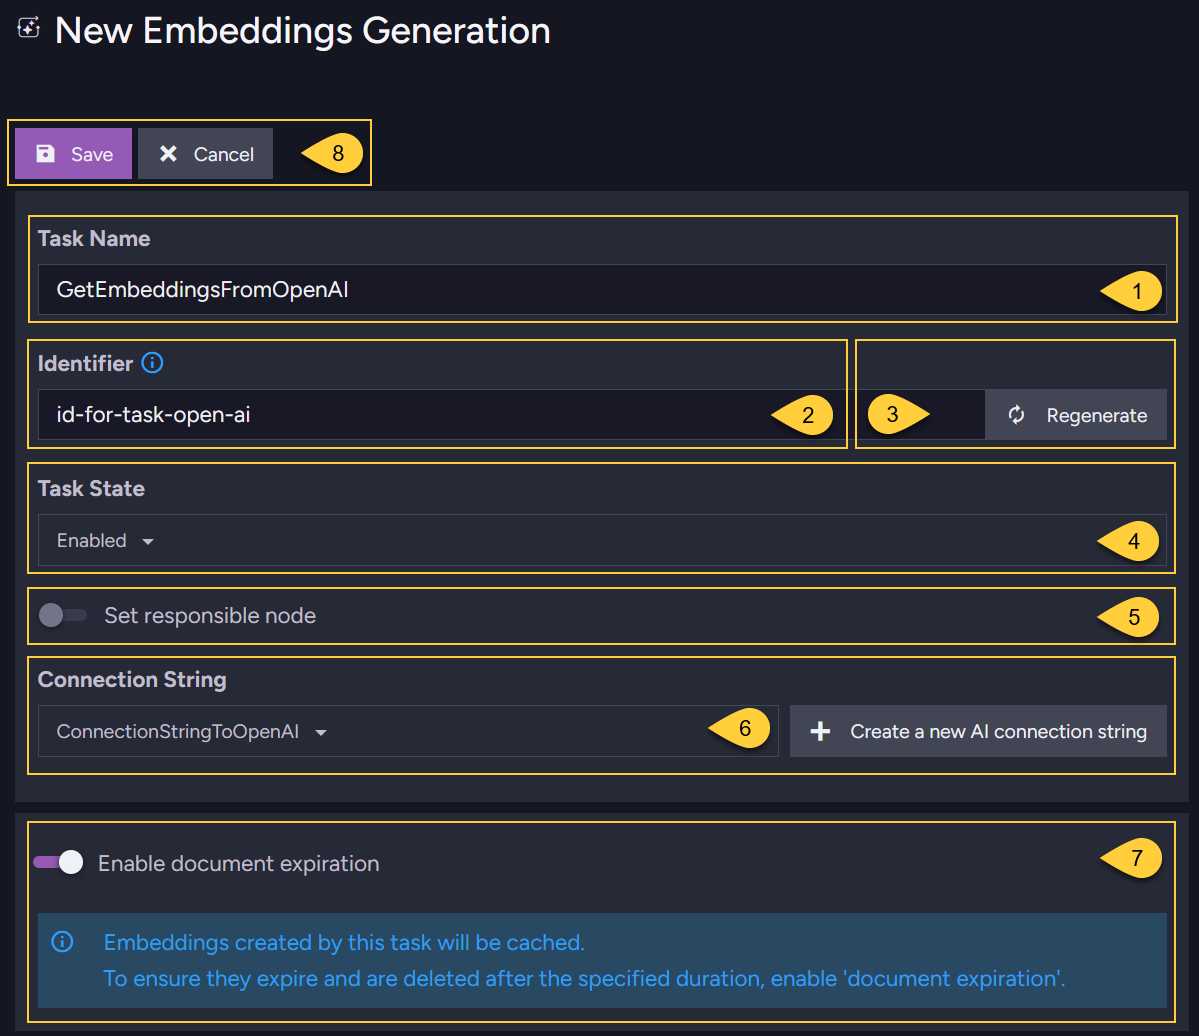 New Embeddings Generation
Save Cancel 8
Task Name
GetEmbeddingsFromOpenAI 1
Identifier
id-for-task-open-ai 2 3 Regenerate
Task State
Enabled 4
Set responsible node 5
Connection String
ConnectionStringToOpenAI 6 Create a new AI connection string
Enable document expiration 7
Embeddings created by this task will be cached.
To ensure they expire and are deleted after the specified duration, enable 'document expiration'.